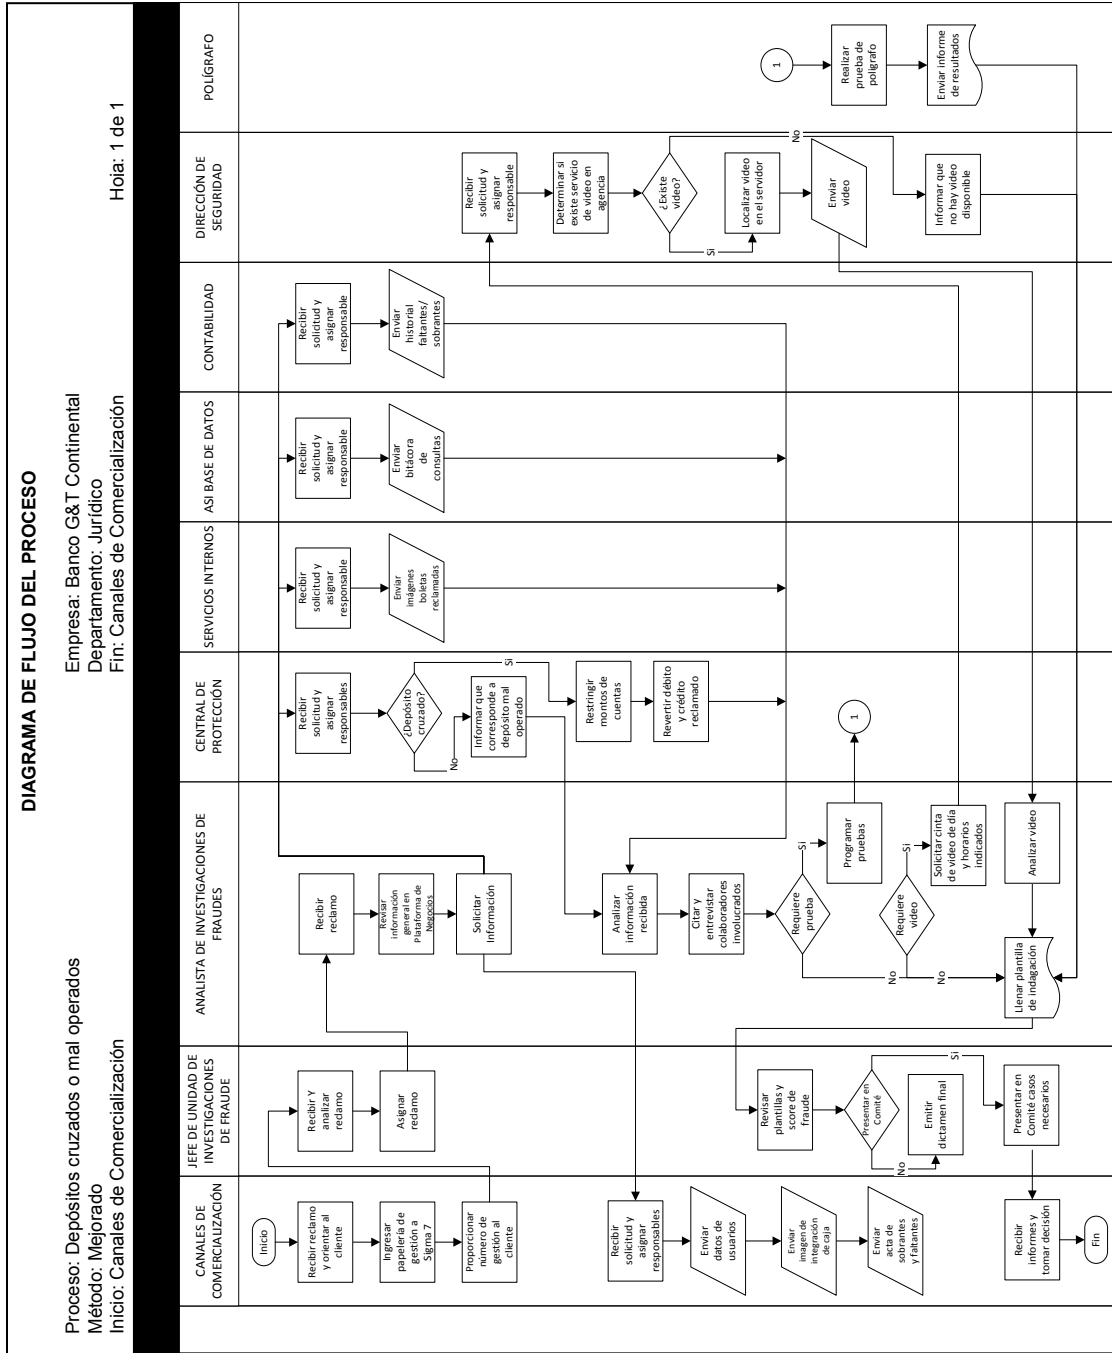 DIAGRAMA DE FLUJO DEL PROCESO
Proceso: Depósitos cruzados o mal operados
Método: Mejorado
Inicio: Canales de Comercialización
Empresa: Banco G&T Continental
Departamento: Jurídico
Fin: Canales de Comercialización
Hoia: 1 de 1
CANALES DE
COMERCIALIZACIÓN
Inicio
Recibir reclamo
y orientar al
cliente
Ingresar
papelería de
gestión a
Sigma 7
Proporcionar
número de
gestión al
cliente
Recibir
solicitud y
asignar
responsables
Enviar
datos de
usuarios
Enviar
imagen de
integración
de caja
Enviar
acta de
sobrantes
y faltantes
Recibir
informes y
tomar decisión
Fin
JEFE DE UNIDAD DE
INVESTIGACIONES
DE FRAUDE
Recibir Y
analizar
reclamo
Asignar
reclamo
Revisar
plantillas y
score de
fraude
Presentar en
Comité
No
Si
Emitir
dictamen final
Presentar en
Comité casos
necesarios
ANALISTA DE INVESTIGACIONES DE
FRAUDES
Recibir
reclamo
Revisar
información
general en
Plataforma de
Negocios
Solicitar
Información
Analizar
información
recibida
Citar y
entrevistar
colaboradores
involucrados
Requiere
prueba
Si
No
Programar
pruebas
Requiere
video
Si
No
Solicitar cinta
de video de día
y horarios
indicados
Analizar video
Llenar plantilla
de indagación
CENTRAL DE
PROTECCIÓN
Recibir
solicitud y
asignar
responsables
¿Depósito
cruzado?
No
Si
Informar que
corresponde a
depósito mal
operado
Restringir
montos de
cuentas
Revertir débito
y crédito
reclamado
1
SERVICIOS INTERNOS
Recibir
solicitud y
asignar
responsable
Enviar
imágenes
boletas
reclamadas
ASI BASE DE DATOS
Recibir
solicitud y
asignar
responsable
Enviar
bitácora
de
consultas
CONTABILIDAD
Recibir
solicitud y
asignar
responsable
Enviar
historial
faltantes/
sobrantes
DIRECCIÓN DE
SEGURIDAD
Recibir
solicitud y
asignar
responsable
Determinar si
existe servicio
de video en
agencia
¿Existe
video?
Si
No
Localizar video
en el servidor
Enviar
video
Informar que
no hay video
disponible
POLÍGRAFO
1
Realizar
prueba de
polígrafo
Enviar informe
de resultados